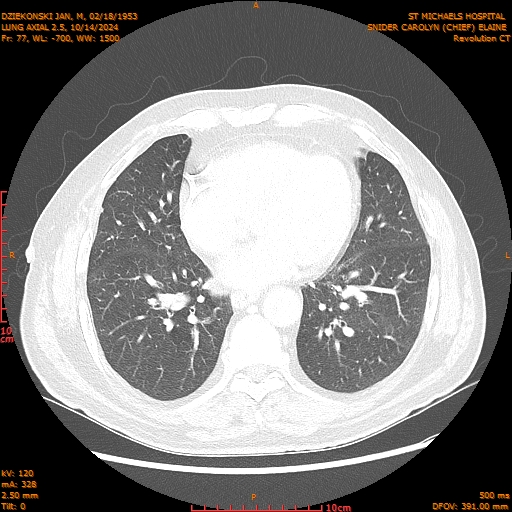 A
DZIEKONSKI JAN, M, 02/18/1953
LUNG AXIAL 2.5, 10/14/2024
Fr: 77, WL: -700, WW: 1500
ST MICHAELS HOSPITAL
SNIDER CAROLYN (CHIEF) ELAINE
Revolution CT
R
L
10
cm
kV: 120
mA: 328
2.50 mm
Tilt: 0
P
10cm
500 ms
DFOV: 391.00 mm